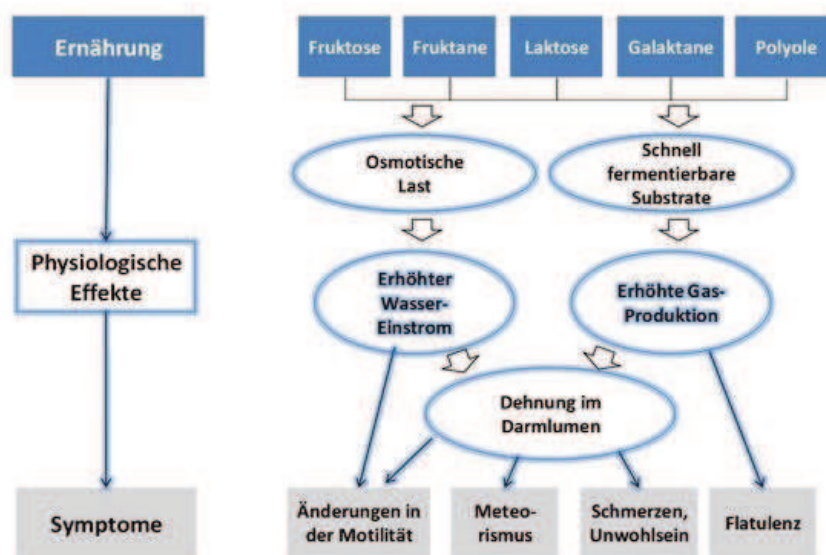 Ernährung
Fruktose
Fruktane
Laktose
Galaktane
Polyole
Osmotische
Last
Schnell
fermentierbare
Substrate
Physiologische
Effekte
Erhöhter
Wasser-
Einstrom
Erhöhte Gas-
Produktion
Dehnung im
Darmlumen
Symptome
Änderungen in
der Motilität
Meteo-
rismus
Schmerzen,
Unwohlsein
Flatulenz